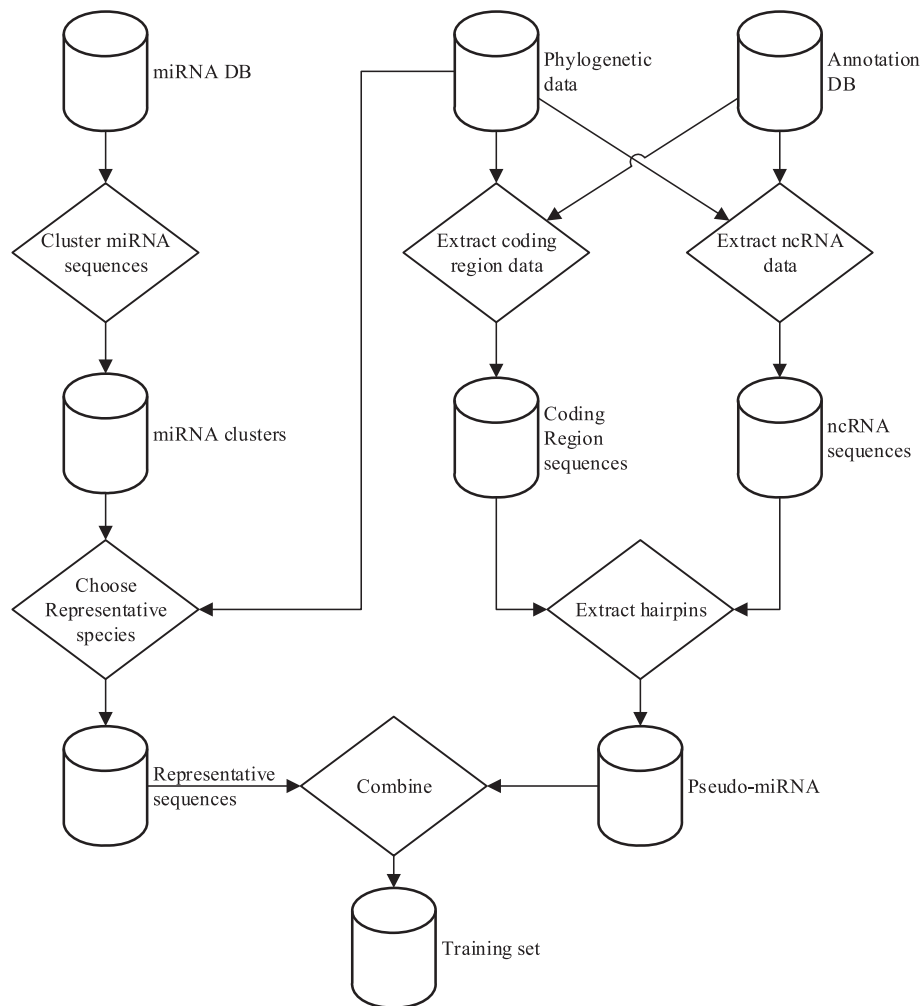 miRNA DB
Phylogenetic
data
Annotation
DB
Cluster miRNA
sequences
Extract coding
region data
Extract ncRNA
data
miRNA clusters
Coding
Region
sequences
ncRNA
sequences
Choose
Representative
species
Extract hairpins
Representative
sequences
Combine
Pseudo-miRNA
Training set